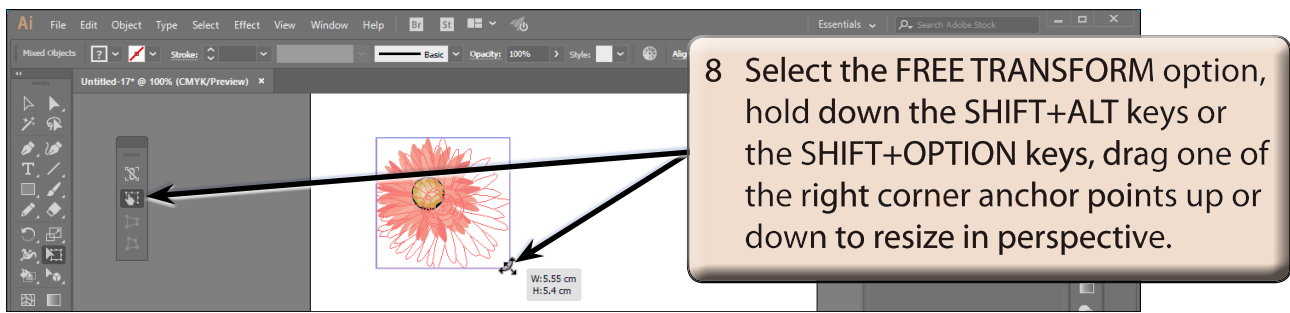 Ai File Edit Object Type Select Effect View Window Help Br St Essentials Search Adobe Stock
Mixed Objects ? Stroke: Basic Opacity: 100% Style: Alig
Untitled-17* @ 100% (CMYK/Preview) ×
W:5.55 cm
H:5.4 cm
8 Select the FREE TRANSFORM option,
hold down the SHIFT+ALT keys or
the SHIFT+OPTION keys, drag one of
the right corner anchor points up or
down to resize in perspective.